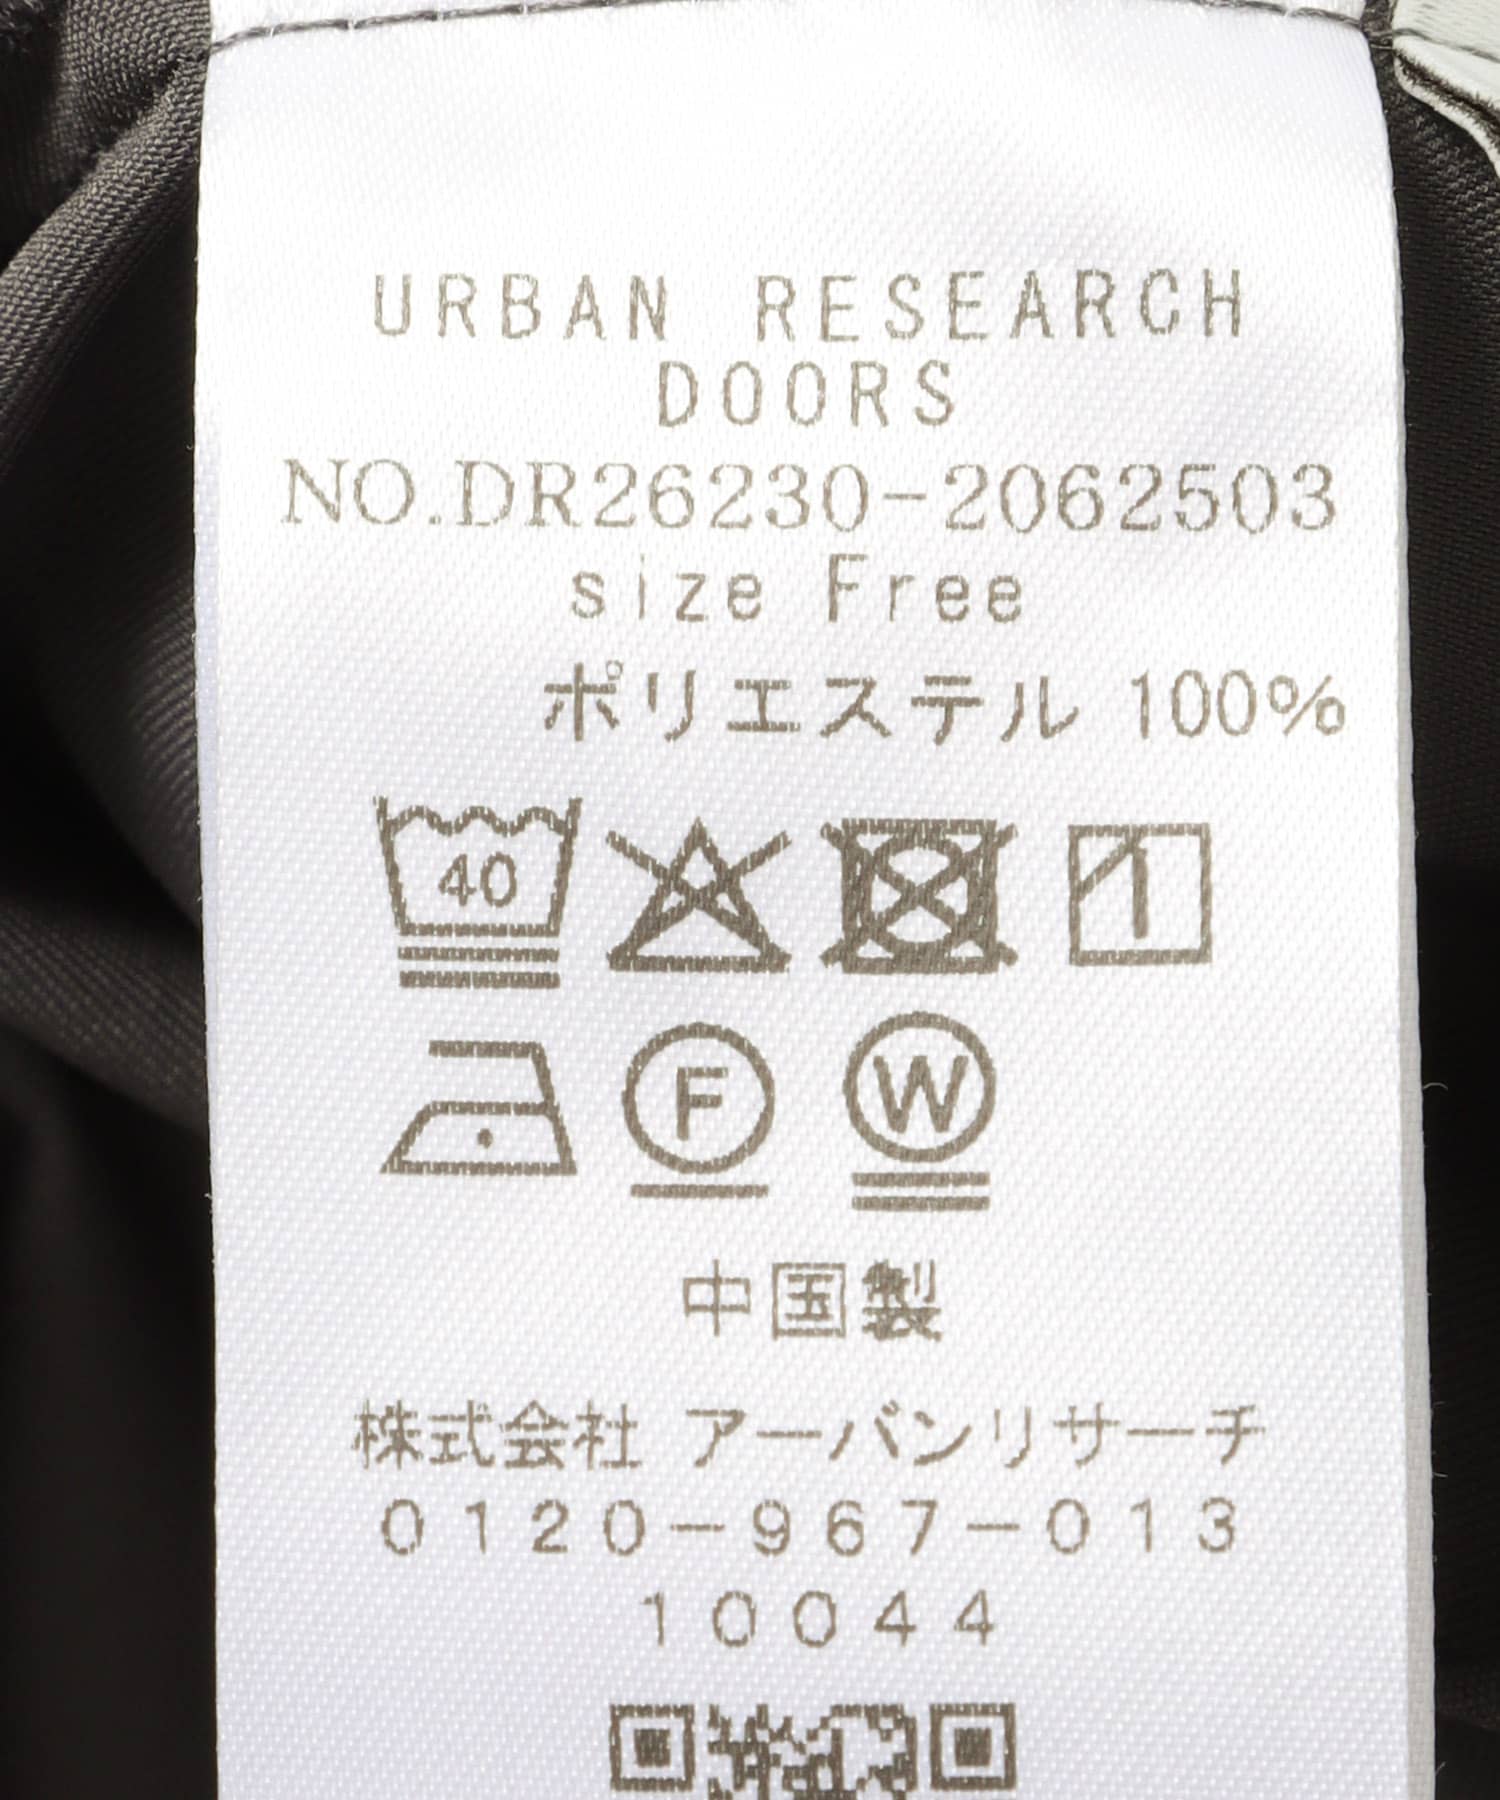 URBAN RESEARCH
DOORS
NO.DR26230-2062503
size Free
ポリエステル 100%
40
F W
中国製
株式会社 アーバンリサーチ
0120-967-013
10044